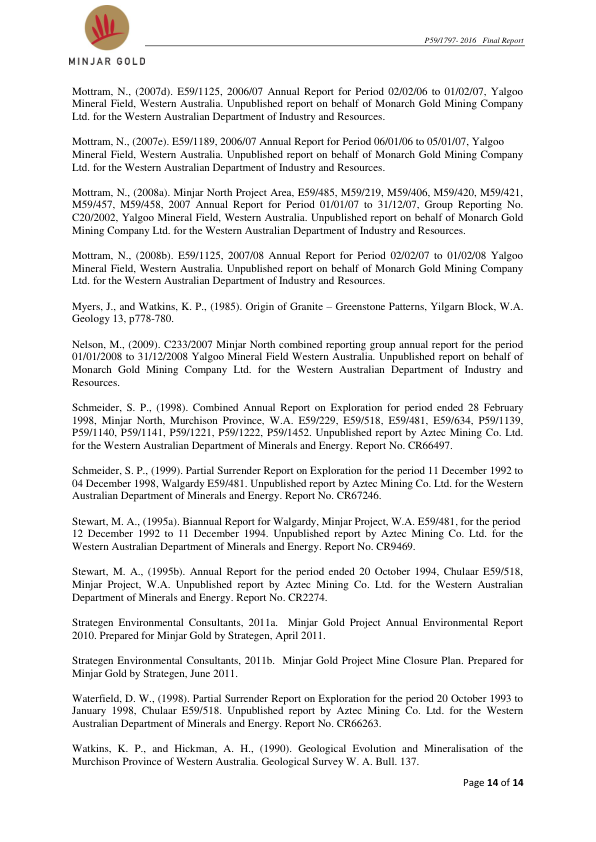 MINJAR GOLD
P59/1797- 2016 Final Report
Mottram, N., (2007d). E59/1125, 2006/07 Annual Report for Period 02/02/06 to 01/02/07, Yalgoo
Mineral Field, Western Australia. Unpublished report on behalf of Monarch Gold Mining Company
Ltd. for the Western Australian Department of Industry and Resources.
Mottram, N., (2007e). E59/1189, 2006/07 Annual Report for Period 06/01/06 to 05/01/07, Yalgoo
Mineral Field, Western Australia. Unpublished report on behalf of Monarch Gold Mining Company
Ltd. for the Western Australian Department of Industry and Resources.
Mottram, N., (2008a). Minjar North Project Area, E59/485, M59/219, M59/406, M59/420, M59/421,
M59/457, M59/458, 2007 Annual Report for Period 01/01/07 to 31/12/07, Group Reporting No.
C20/2002, Yalgoo Mineral Field, Western Australia. Unpublished report on behalf of Monarch Gold
Mining Company Ltd. for the Western Australian Department of Industry and Resources.
Mottram, N., (2008b). E59/1125, 2007/08 Annual Report for Period 02/02/07 to 01/02/08 Yalgoo
Mineral Field, Western Australia. Unpublished report on behalf of Monarch Gold Mining Company
Ltd. for the Western Australian Department of Industry and Resources.
Myers, J., and Watkins, K. P., (1985). Origin of Granite – Greenstone Patterns, Yilgarn Block, W.A.
Geology 13, p778-780.
Nelson, M., (2009). C233/2007 Minjar North combined reporting group annual report for the period
01/01/2008 to 31/12/2008 Yalgoo Mineral Field Western Australia. Unpublished report on behalf of
Monarch Gold Mining Company Ltd. for the Western Australian Department of Industry and
Resources.
Schmeider, S. P., (1998). Combined Annual Report on Exploration for period ended 28 February
1998, Minjar North, Murchison Province, W.A. E59/229, E59/518, E59/481, E59/634, P59/1139,
P59/1140, P59/1141, P59/1221, P59/1222, P59/1452. Unpublished report by Aztec Mining Co. Ltd.
for the Western Australian Department of Minerals and Energy. Report No. CR66497.
Schmeider, S. P., (1999). Partial Surrender Report on Exploration for the period 11 December 1992 to
04 December 1998, Walgardy E59/481. Unpublished report by Aztec Mining Co. Ltd. for the Western
Australian Department of Minerals and Energy. Report No. CR67246.
Stewart, M. A., (1995a). Biannual Report for Walgardy, Minjar Project, W.A. E59/481, for the period
12 December 1992 to 11 December 1994. Unpublished report by Aztec Mining Co. Ltd. for the
Western Australian Department of Minerals and Energy. Report No. CR9469.
Stewart, M. A., (1995b). Annual Report for the period ended 20 October 1994, Chulaar E59/518,
Minjar Project, W.A. Unpublished report by Aztec Mining Co. Ltd. for the Western Australian
Department of Minerals and Energy. Report No. CR2274.
Strategen Environmental Consultants, 2011a. Minjar Gold Project Annual Environmental Report
2010. Prepared for Minjar Gold by Strategen, April 2011.
Strategen Environmental Consultants, 2011b. Minjar Gold Project Mine Closure Plan. Prepared for
Minjar Gold by Strategen, June 2011.
Waterfield, D. W., (1998). Partial Surrender Report on Exploration for the period 20 October 1993 to
January 1998, Chulaar E59/518. Unpublished report by Aztec Mining Co. Ltd. for the Western
Australian Department of Minerals and Energy. Report No. CR66263.
Watkins, K. P., and Hickman, A. H., (1990). Geological Evolution and Mineralisation of the
Murchison Province of Western Australia. Geological Survey W. A. Bull. 137.
Page 14 of 14